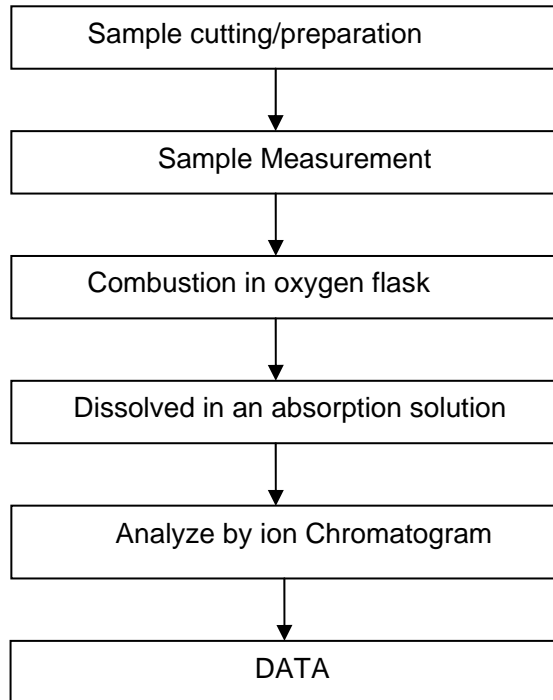 Sample cutting/preparation
Sample Measurement
Combustion in oxygen flask
Dissolved in an absorption solution
Analyze by ion Chromatogram
DATA